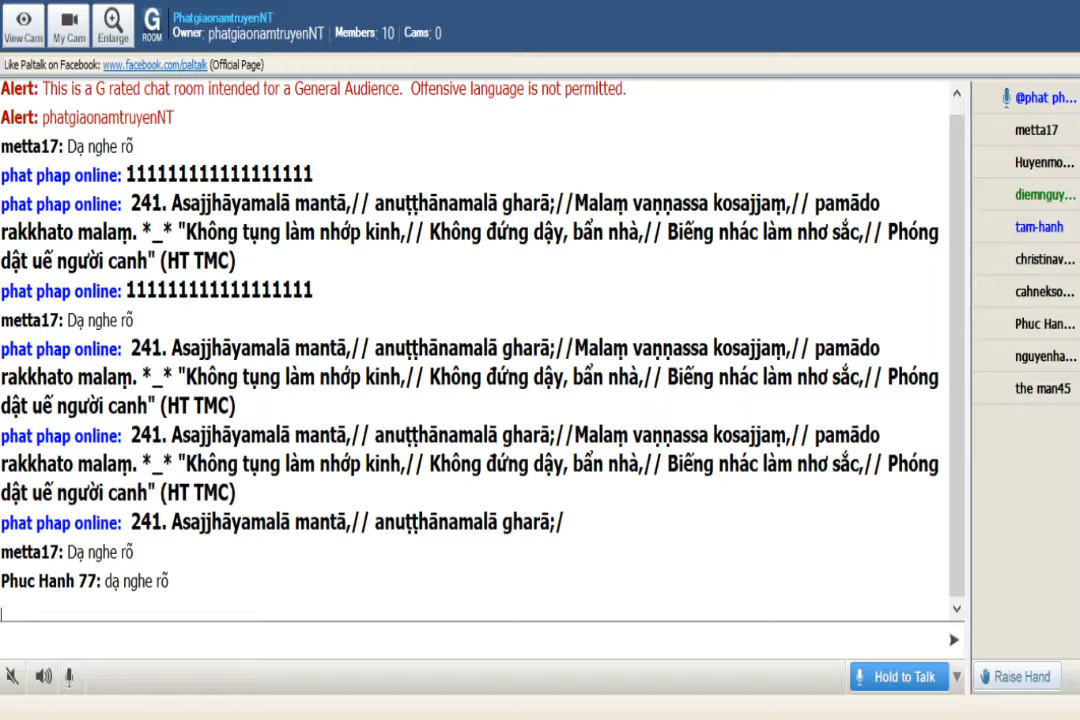 View Cam
My Cam
Enlarge
G ROOM
PhatgiaonamtruyenNT
Owner: phatgiaonamtruyenNT Members: 10 Cams: 0
Like Paltalk on Facebook: www.facebook.com/paltalk (Official Page)
Alert: This is a G rated chat room intended for a General Audience. Offensive language is not permitted.
Alert: phatgiaonamtruyenNT
metta17: Dạ nghe rõ
phat phap online: 111111111111111111
phat phap online: 241. Asajjhāyamalā mantā,// anuṭṭhānamalā gharā;//Malaṃ vaṇṇassa kosajjaṃ,// pamādo
rakkhato malaṃ. *_* "Không tụng làm nhớp kinh,// Không đứng dậy, bẩn nhà,// Biếng nhác làm nhơ sắc,// Phóng
dật uế người canh" (HT TMC)
phat phap online: 111111111111111111
metta17: Dạ nghe rõ
phat phap online: 241. Asajjhāyamalā mantā,// anuṭṭhānamalā gharā;//Malaṃ vaṇṇassa kosajjaṃ,// pamādo
rakkhato malaṃ. *_* "Không tụng làm nhớp kinh,// Không đứng dậy, bẩn nhà,// Biếng nhác làm nhơ sắc,// Phóng
dật uế người canh" (HT TMC)
phat phap online: 241. Asajjhāyamalā mantā,// anuṭṭhānamalā gharā;//Malaṃ vaṇṇassa kosajjaṃ,// pamādo
rakkhato malaṃ. *_* "Không tụng làm nhớp kinh,// Không đứng dậy, bẩn nhà,// Biếng nhác làm nhơ sắc,// Phóng
dật uế người canh" (HT TMC)
phat phap online: 241. Asajjhāyamalā mantā,// anuṭṭhānamalā gharā;/
metta17: Dạ nghe rõ
Phuc Hanh 77: dạ nghe rõ
@phat ph...
metta17
Huyenmo...
diemnguy...
tam-hanh
christinav...
cahnekso...
Phuc Han...
nguyenha...
the man45
Hold to Talk
Raise Hand